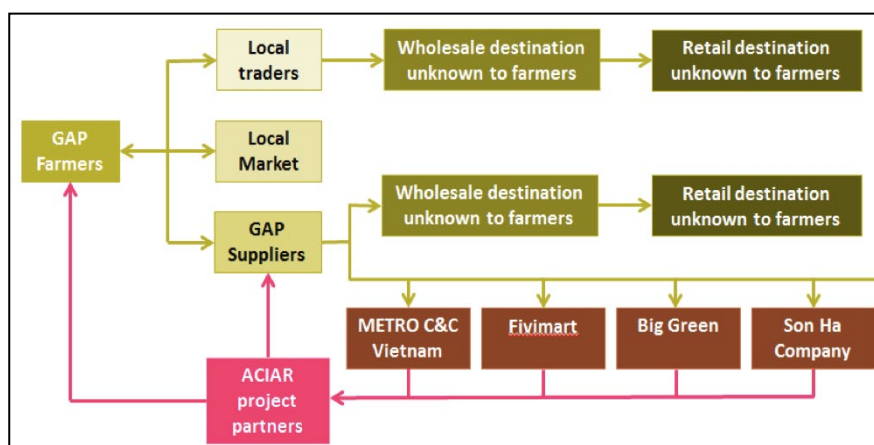 Local
traders
Wholesale destination
unknown to farmers
Retail destination
unknown to farmers
GAP
Farmers
Local
Market
GAP
Suppliers
Wholesale destination
unknown to farmers
Retail destination
unknown to farmers
METRO C&C
Vietnam
Fivimart
Big Green
Son Ha
Company
ACIAR
project
partners